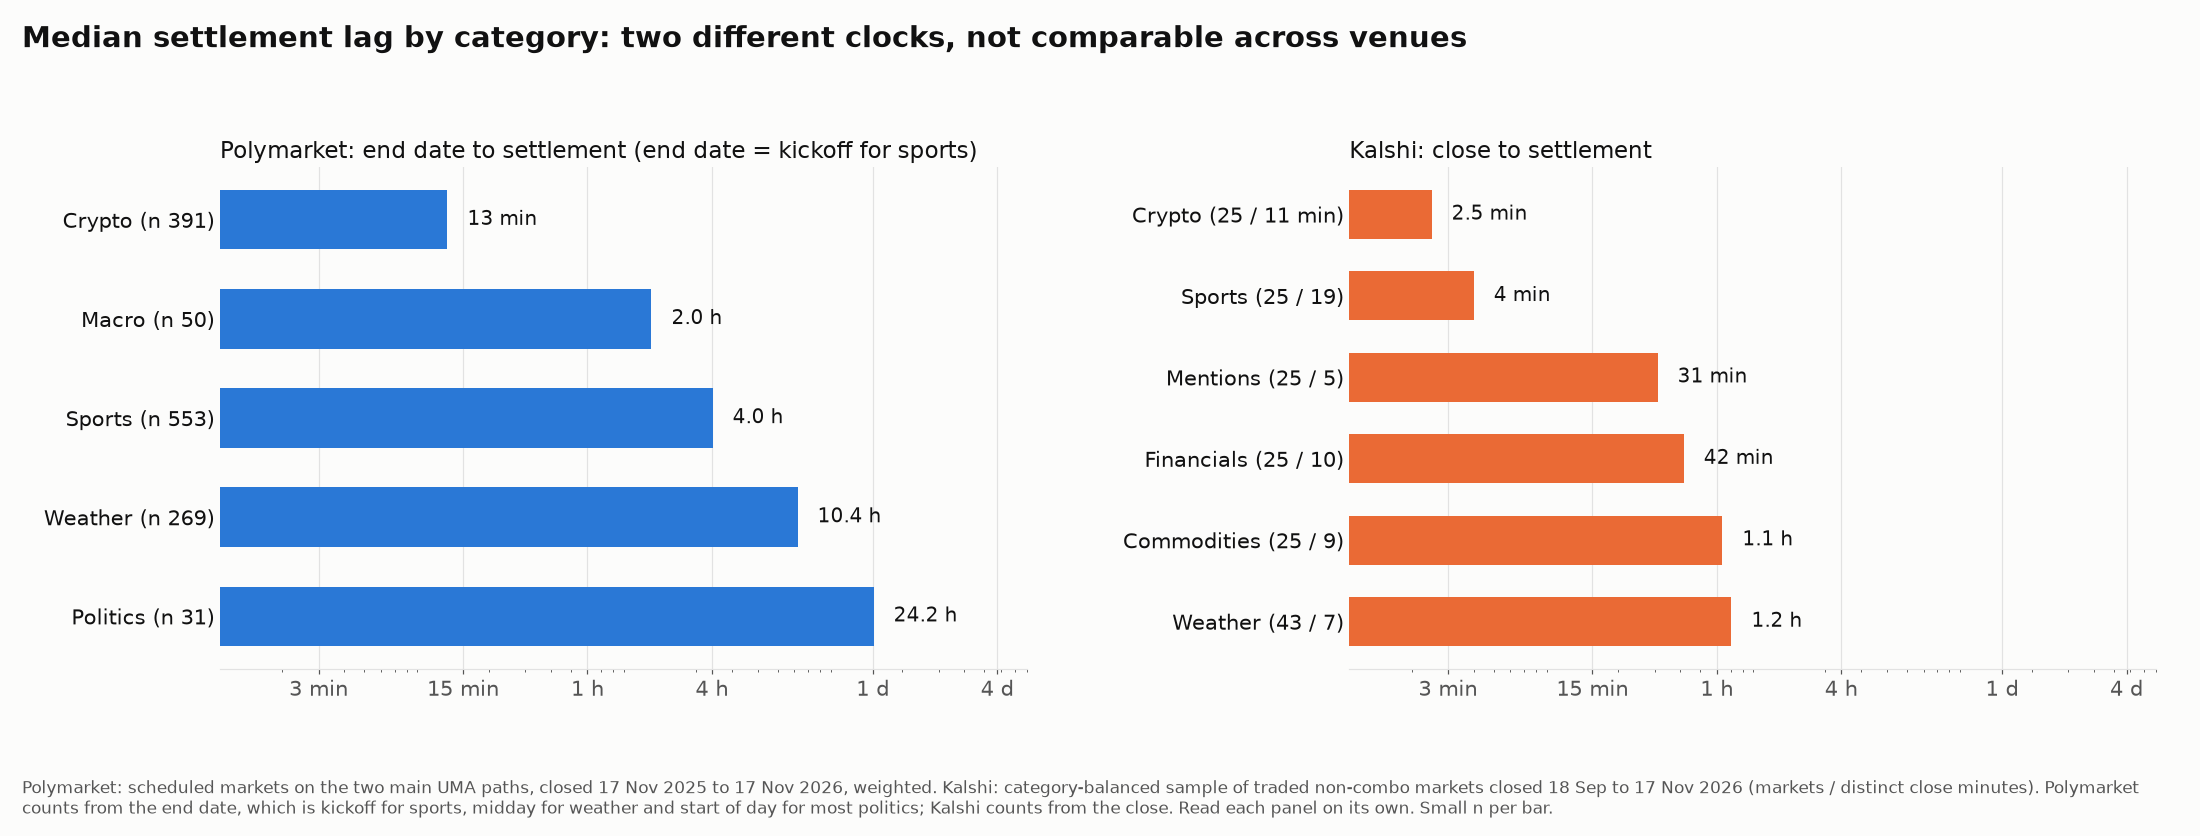 Median settlement lag by category: two different clocks, not comparable across venues
Polymarket: end date to settlement (end date = kickoff for sports)
Crypto (n 391)
13 min
Macro (n 50)
2.0 h
Sports (n 553)
4.0 h
Weather (n 269)
10.4 h
Politics (n 31)
24.2 h
3 min
15 min
1 h
4 h
1 d
4 d
Kalshi: close to settlement
Crypto (25 / 11 min)
2.5 min
Sports (25 / 19)
4 min
Mentions (25 / 5)
31 min
Financials (25 / 10)
42 min
Commodities (25 / 9)
1.1 h
Weather (43 / 7)
1.2 h
3 min
15 min
1 h
4 h
1 d
4 d
Polymarket: scheduled markets on the two main UMA paths, closed 17 Nov 2025 to 17 Nov 2026, weighted. Kalshi: category-balanced sample of traded non-combo markets closed 18 Sep to 17 Nov 2026 (markets / distinct close minutes). Polymarket
counts from the end date, which is kickoff for sports, midday for weather and start of day for most politics; Kalshi counts from the close. Read each panel on its own. Small n per bar.